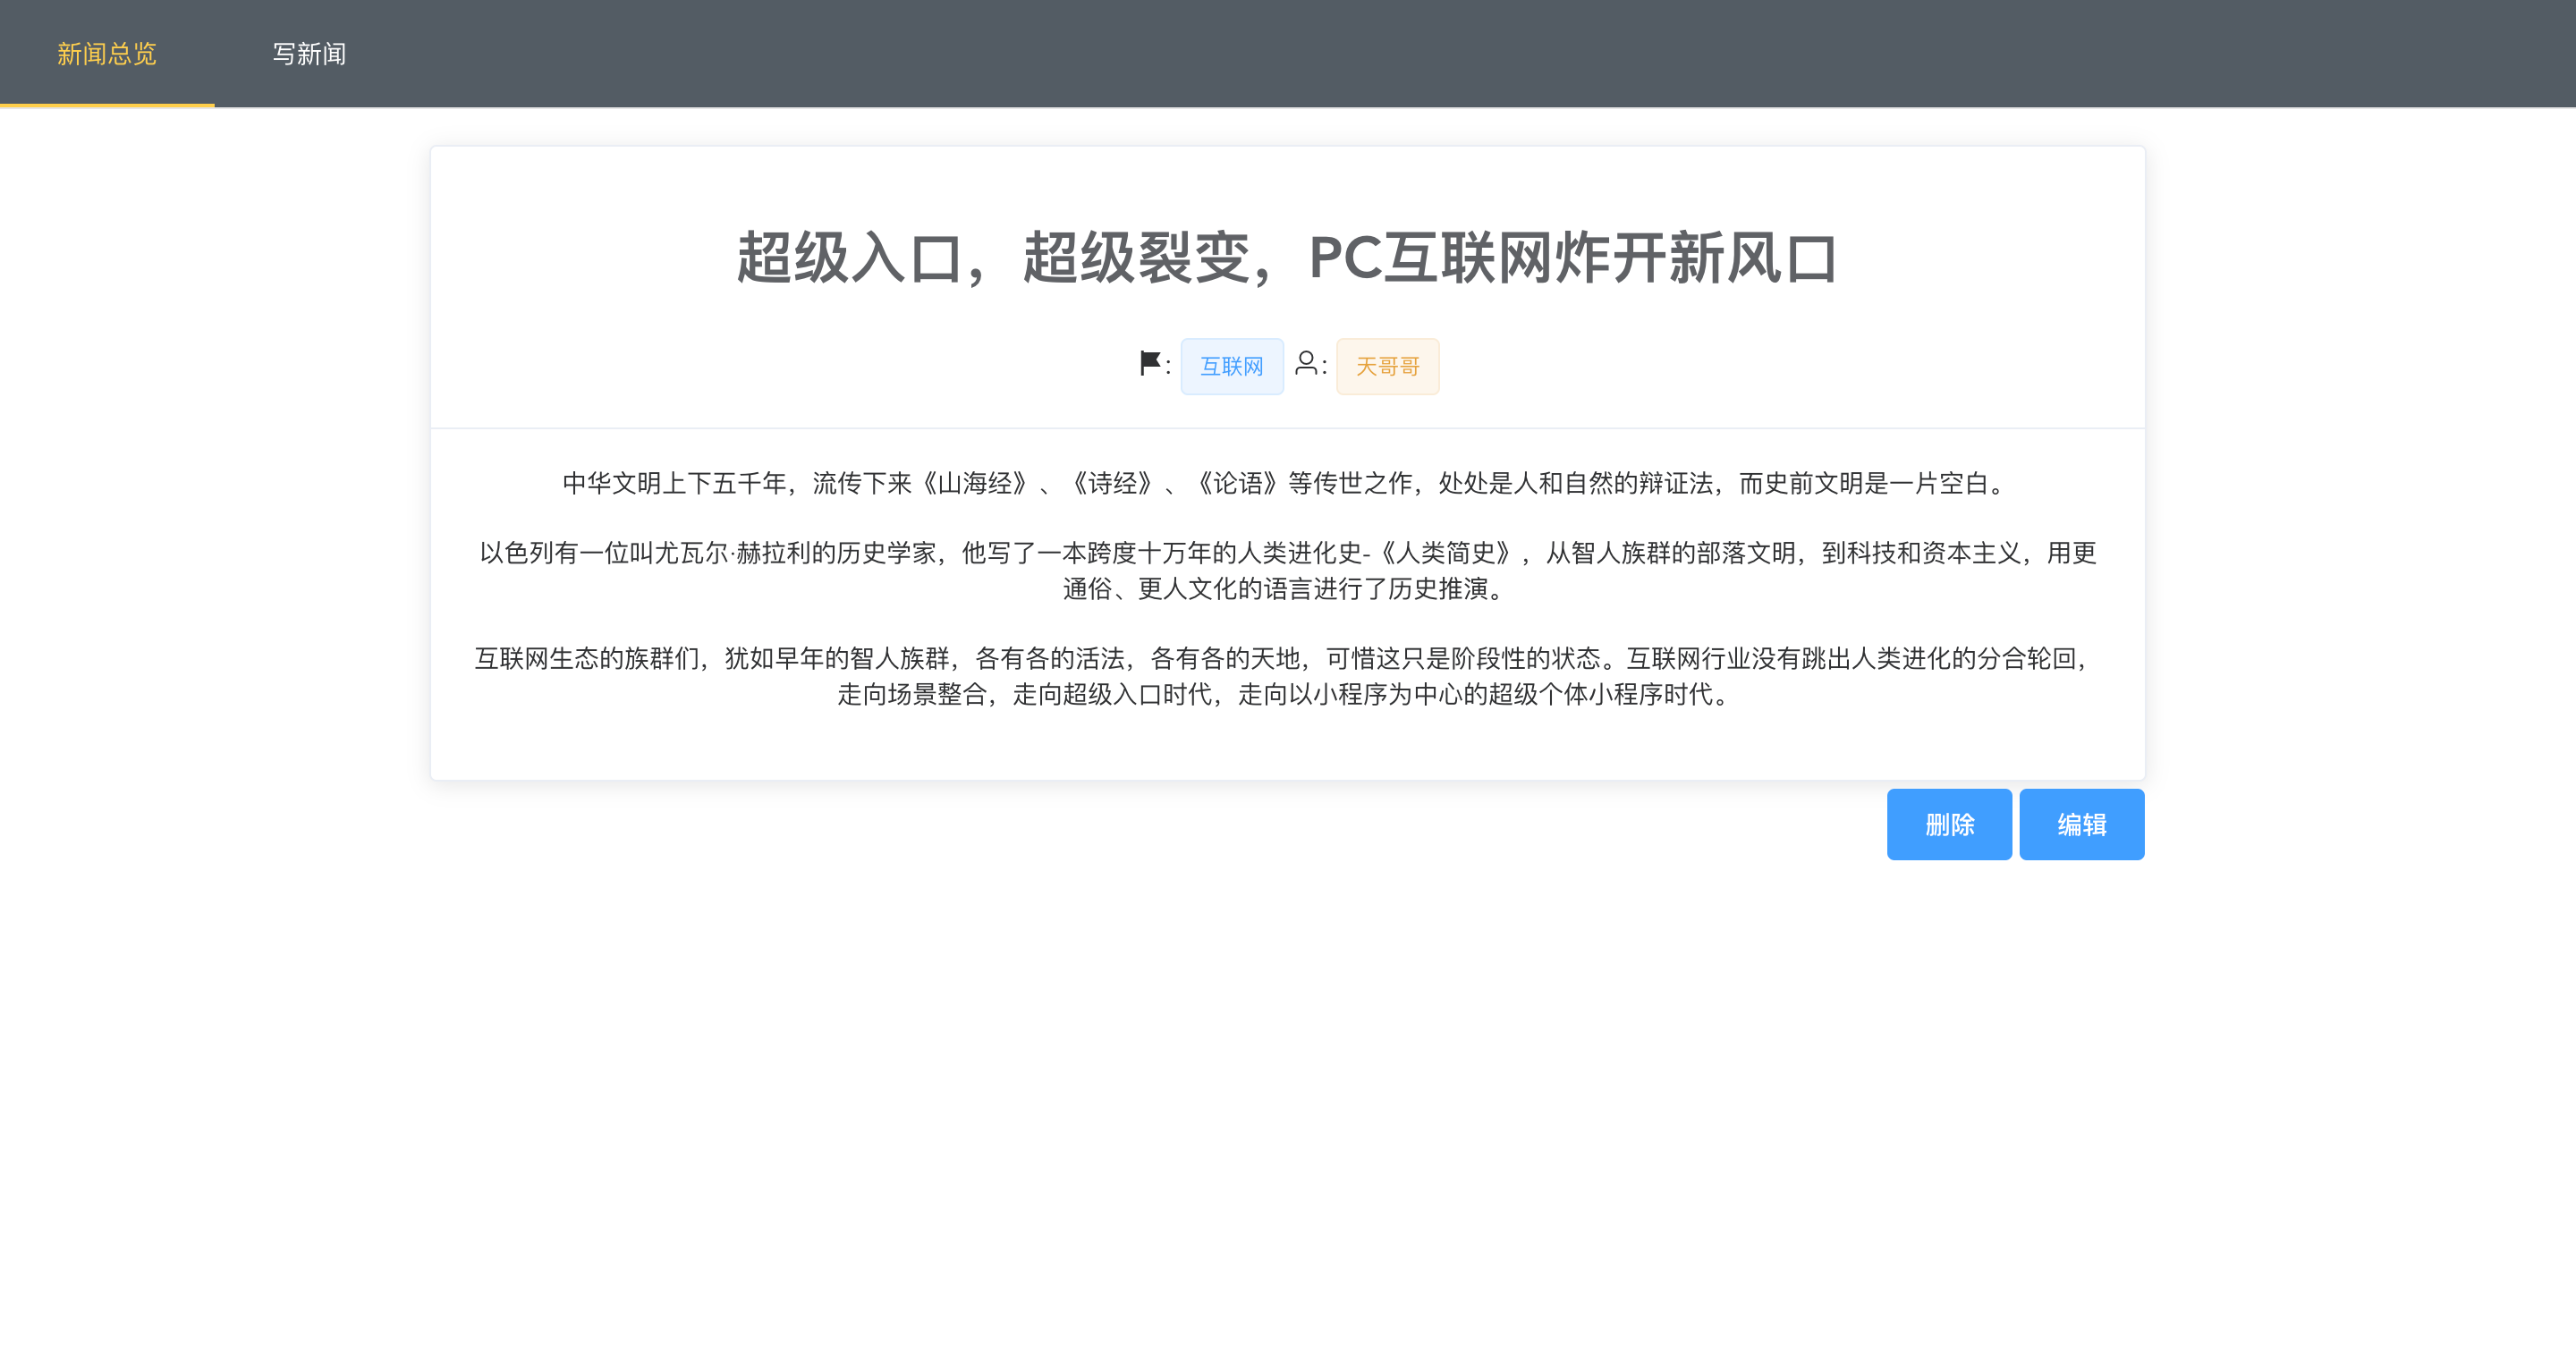 新闻总览 写新闻
超级入口，超级裂变，PC互联网炸开新风口
: 互联网 : 天哥哥
中华文明上下五千年，流传下来《山海经》、《诗经》、《论语》等传世之作，处处是人和自然的辩证法，而史前文明是一片空白。
以色列有一位叫尤瓦尔·赫拉利的历史学家，他写了一本跨度十万年的人类进化史-《人类简史》，从智人族群的部落文明，到科技和资本主义，用更
通俗、更人文化的语言进行了历史推演。
互联网生态的族群们，犹如早年的智人族群，各有各的活法，各有各的天地，可惜这只是阶段性的状态。互联网行业没有跳出人类进化的分合轮回，
走向场景整合，走向超级入口时代，走向以小程序为中心的超级个体小程序时代。
删除 编辑